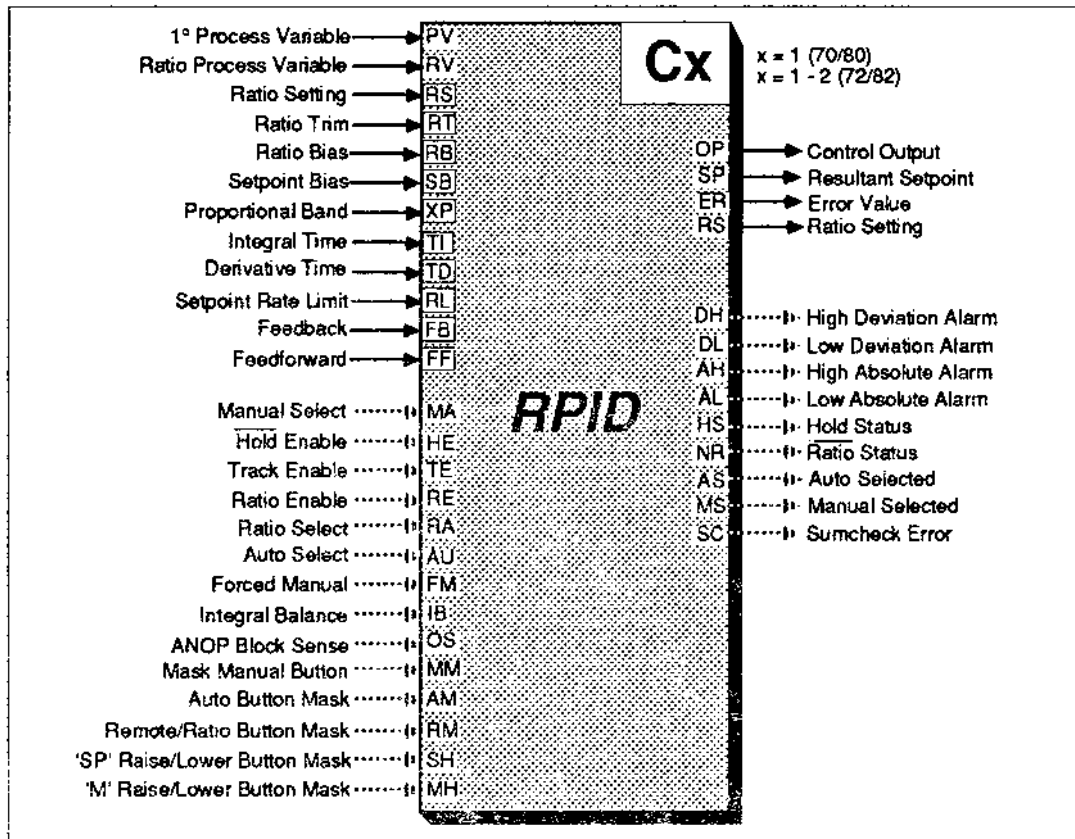 1° Process Variable PV
Ratio Process Variable RV
Ratio Setting RS
Ratio Trim RT
Ratio Bias RB
Setpoint Bias SB
Proportional Band XP
Integral Time TI
Derivative Time TD
Setpoint Rate Limit RL
Feedback FB
Feedforward FF
Manual Select MA
Hold Enable HE
Track Enable TE
Ratio Enable RE
Ratio Select RA
Auto Select AU
Forced Manual FM
Integral Balance IB
ANOP Block Sense OS
Mask Manual Button MM
Auto Button Mask AM
Remote/Ratio Button Mask RM
'SP' Raise/Lower Button Mask SH
'M' Raise/Lower Button Mask MH
RPID
Cx
x = 1 (70/80)
x = 1 - 2 (72/82)
OP Control Output
SP Resultant Setpoint
ER Error Value
RS Ratio Setting
DH High Deviation Alarm
DL Low Deviation Alarm
AH High Absolute Alarm
AL Low Absolute Alarm
HS Hold Status
NR Ratio Status
AS Auto Selected
MS Manual Selected
SC Sumcheck Error